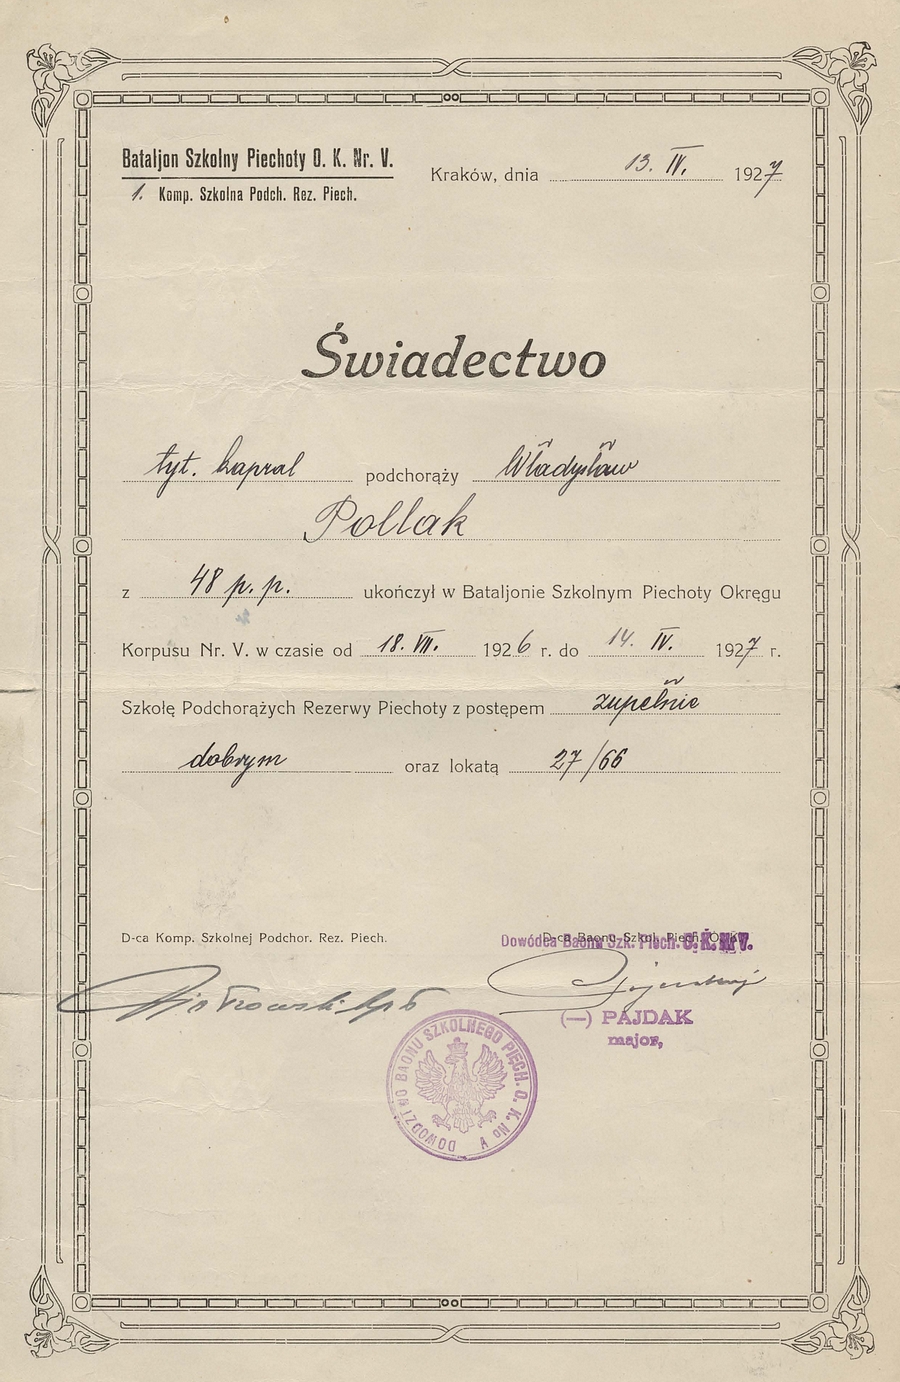 Bataljon Szkolny Piechoty O. K. Nr. V.
1. Komp. Szkolna Podch. Rez. Piech.
Kraków, dnia 13. IV. 1927
Świadectwo
tyt. kapral podchorąży Władysław
Pollak
z 48 p. p. ukończył w Bataljonie Szkolnym Piechoty Okręgu
Korpusu Nr. V. w czasie od 18. VII. 1926 r. do 14. IV. 1927 r.
Szkołę Podchorążych Rezerwy Piechoty z postępem zupełnie
dobrym oraz lokatą 27/66
D-ca Komp. Szkolnej Podchor. Rez. Piech.
D-ca Baonu Szkol. Piech. O. K.
Dowódca Baonu Szk. Piech. O. K. Nr V.
(—) PAJDAK
major,
DOWÓDZTWO BAONU SZKOLNEGO PIECH. O. K. No V